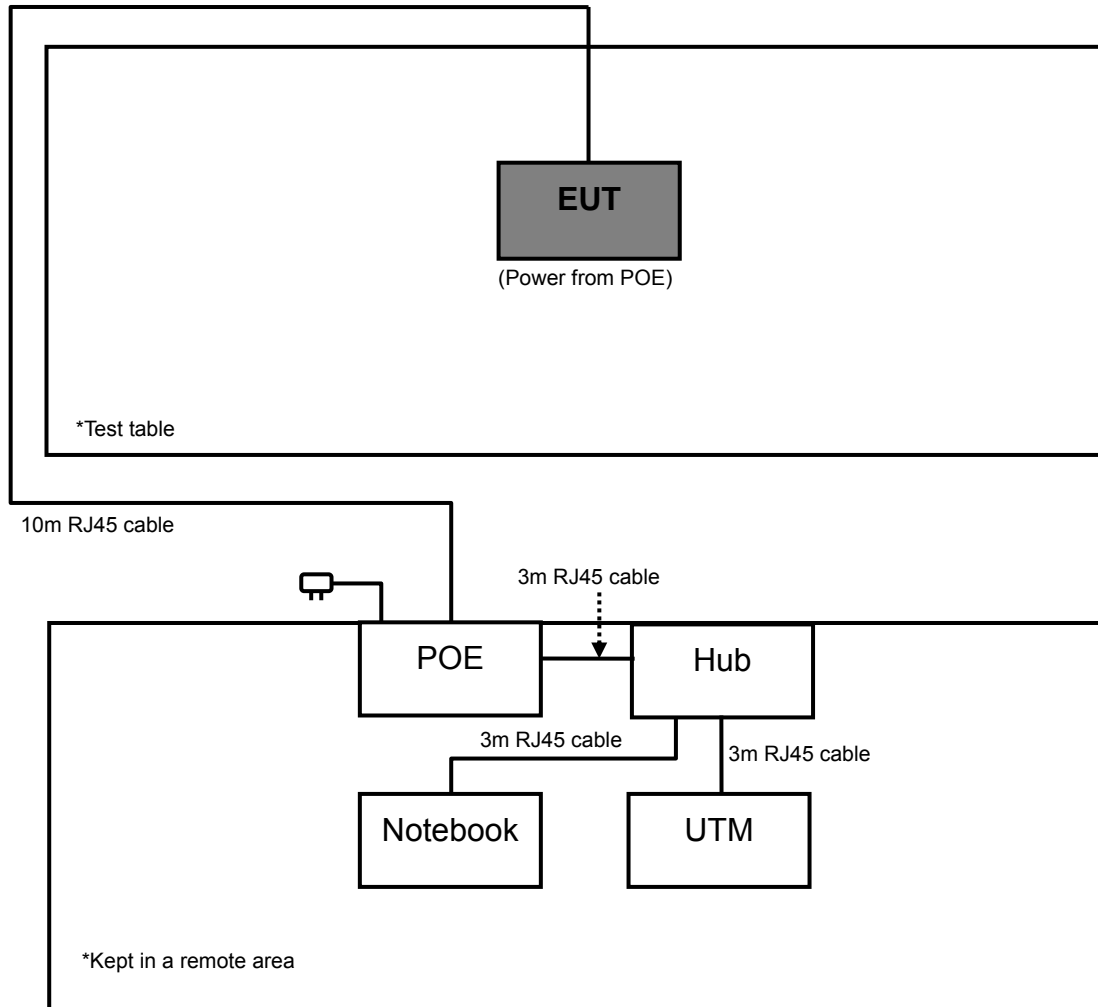 EUT
(Power from POE)
*Test table
10m RJ45 cable
3m RJ45 cable
POE
Hub
3m RJ45 cable
3m RJ45 cable
Notebook
UTM
*Kept in a remote area